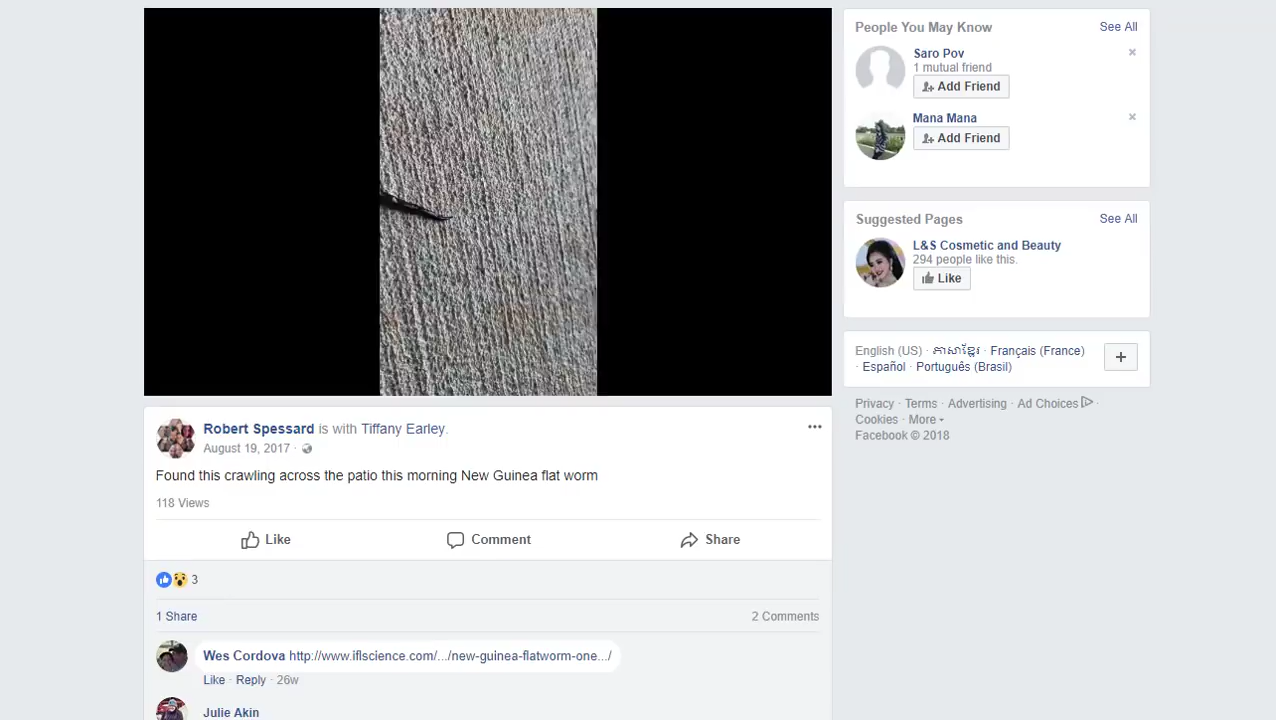 People You May Know See All
Saro Pov
1 mutual friend
Add Friend
Mana Mana
Add Friend
Suggested Pages See All
L&S Cosmetic and Beauty
294 people like this.
Like
English (US) · ភាសាខ្មែរ · Français (France)
· Español · Português (Brasil)
Privacy · Terms · Advertising · Ad Choices ·
Cookies · More
Facebook © 2018
Robert Spessard is with Tiffany Earley.
August 19, 2017 ·
Found this crawling across the patio this morning New Guinea flat worm
118 Views
Like Comment Share
3
1 Share 2 Comments
Wes Cordova http://www.iflscience.com/.../new-guinea-flatworm-one.../
Like · Reply · 26w
Julie Akin